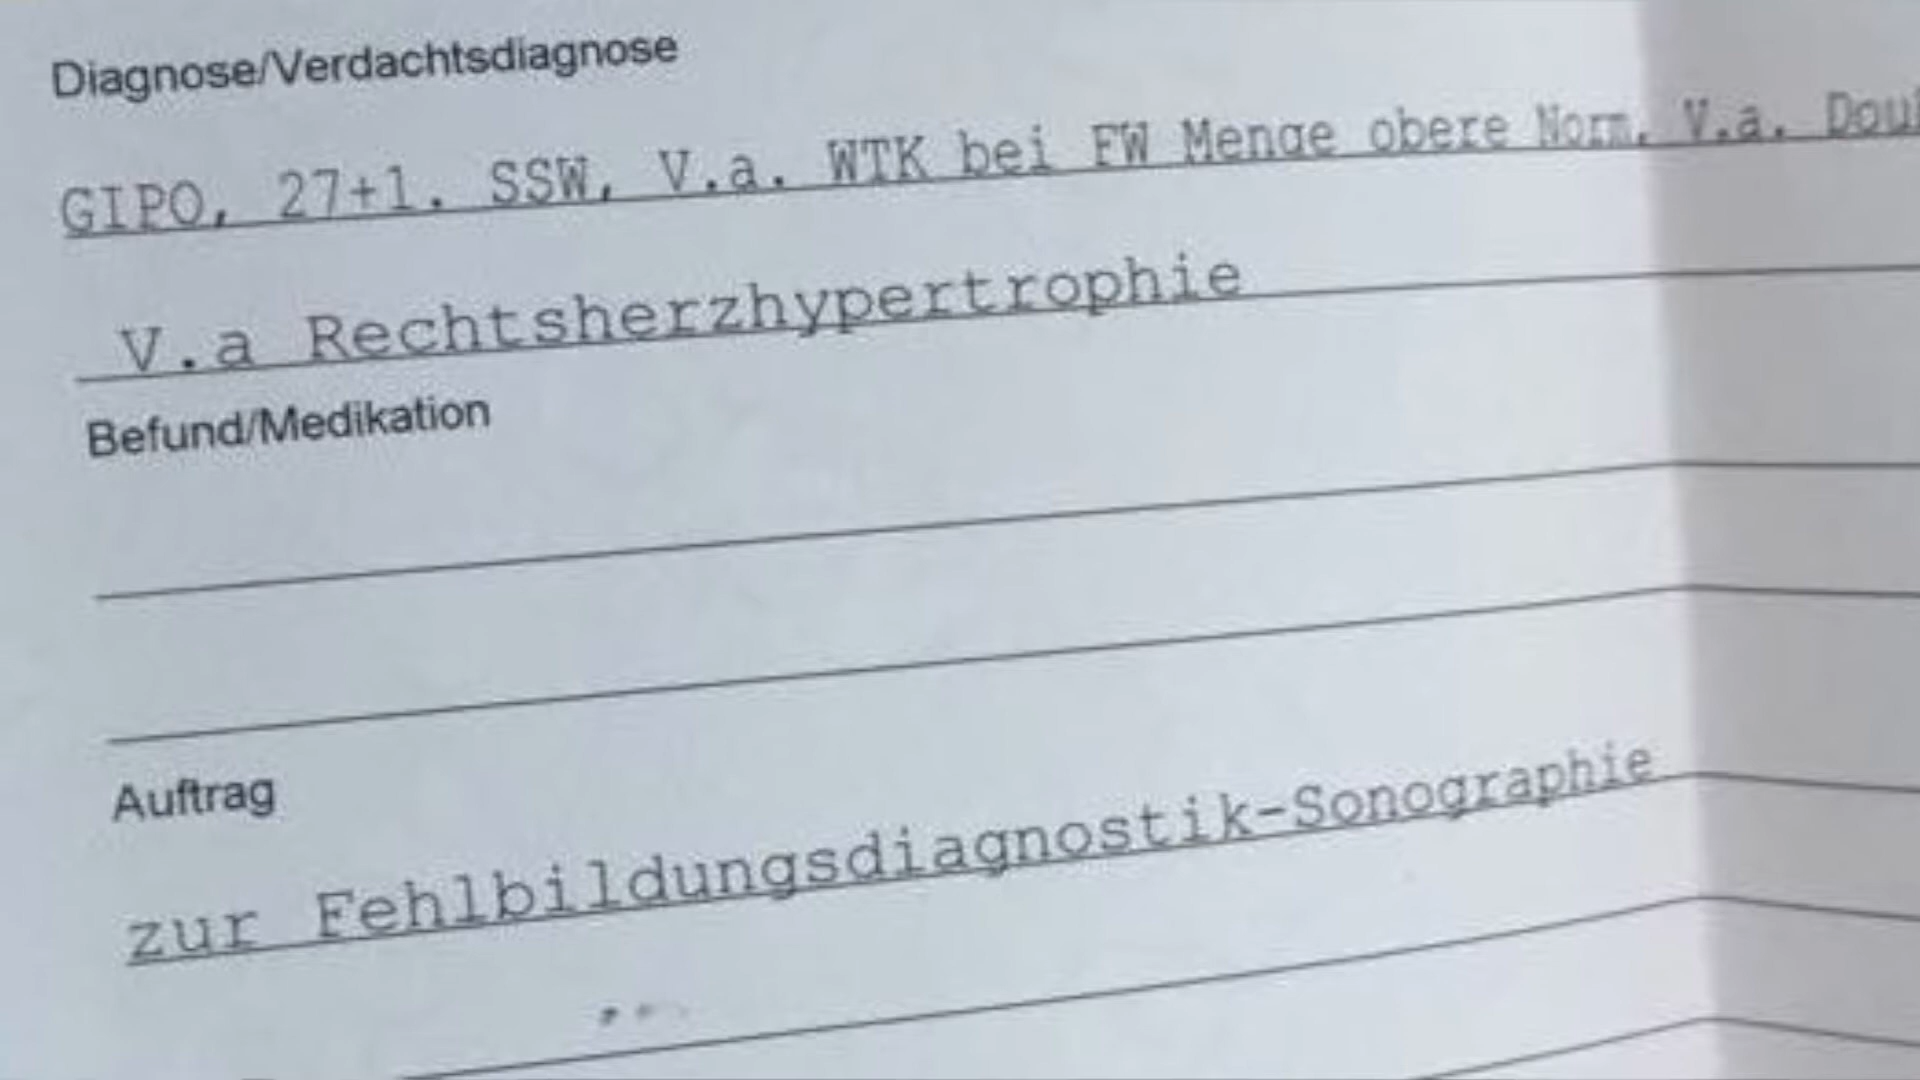 Diagnose/Verdachtsdiagnose
GIPO, 27+1. SSW, V.a. WTK bei FW Menge obere Norm, V.a.
V.a Rechtsherzhypertrophie
Befund/Medikation
Auftrag
zur Fehlbildungsdiagnostik-Sonographie